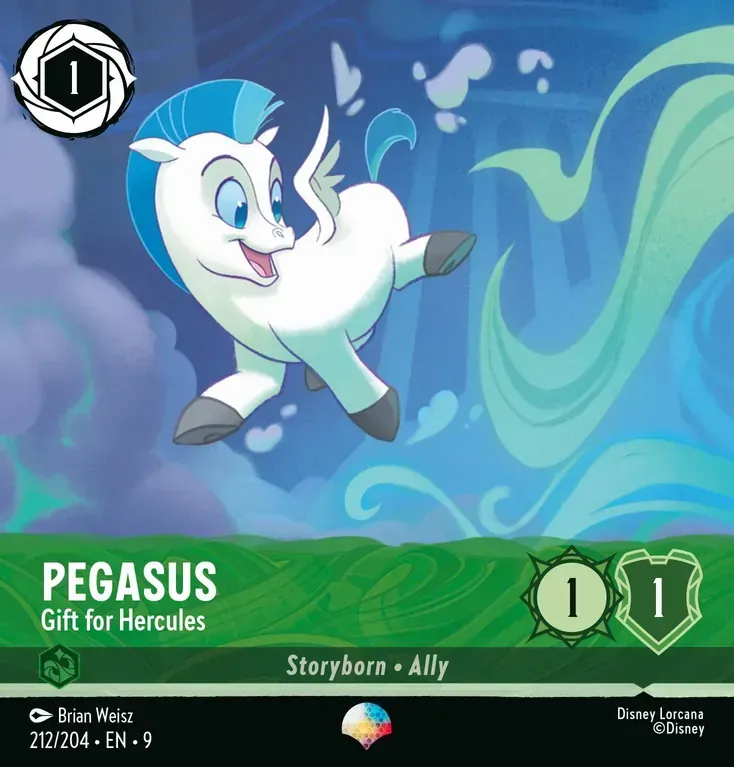 1
PEGASUS
Gift for Hercules
1 1
Storyborn • Ally
Brian Weisz
212/204 • EN • 9
Disney Lorcana
©Disney